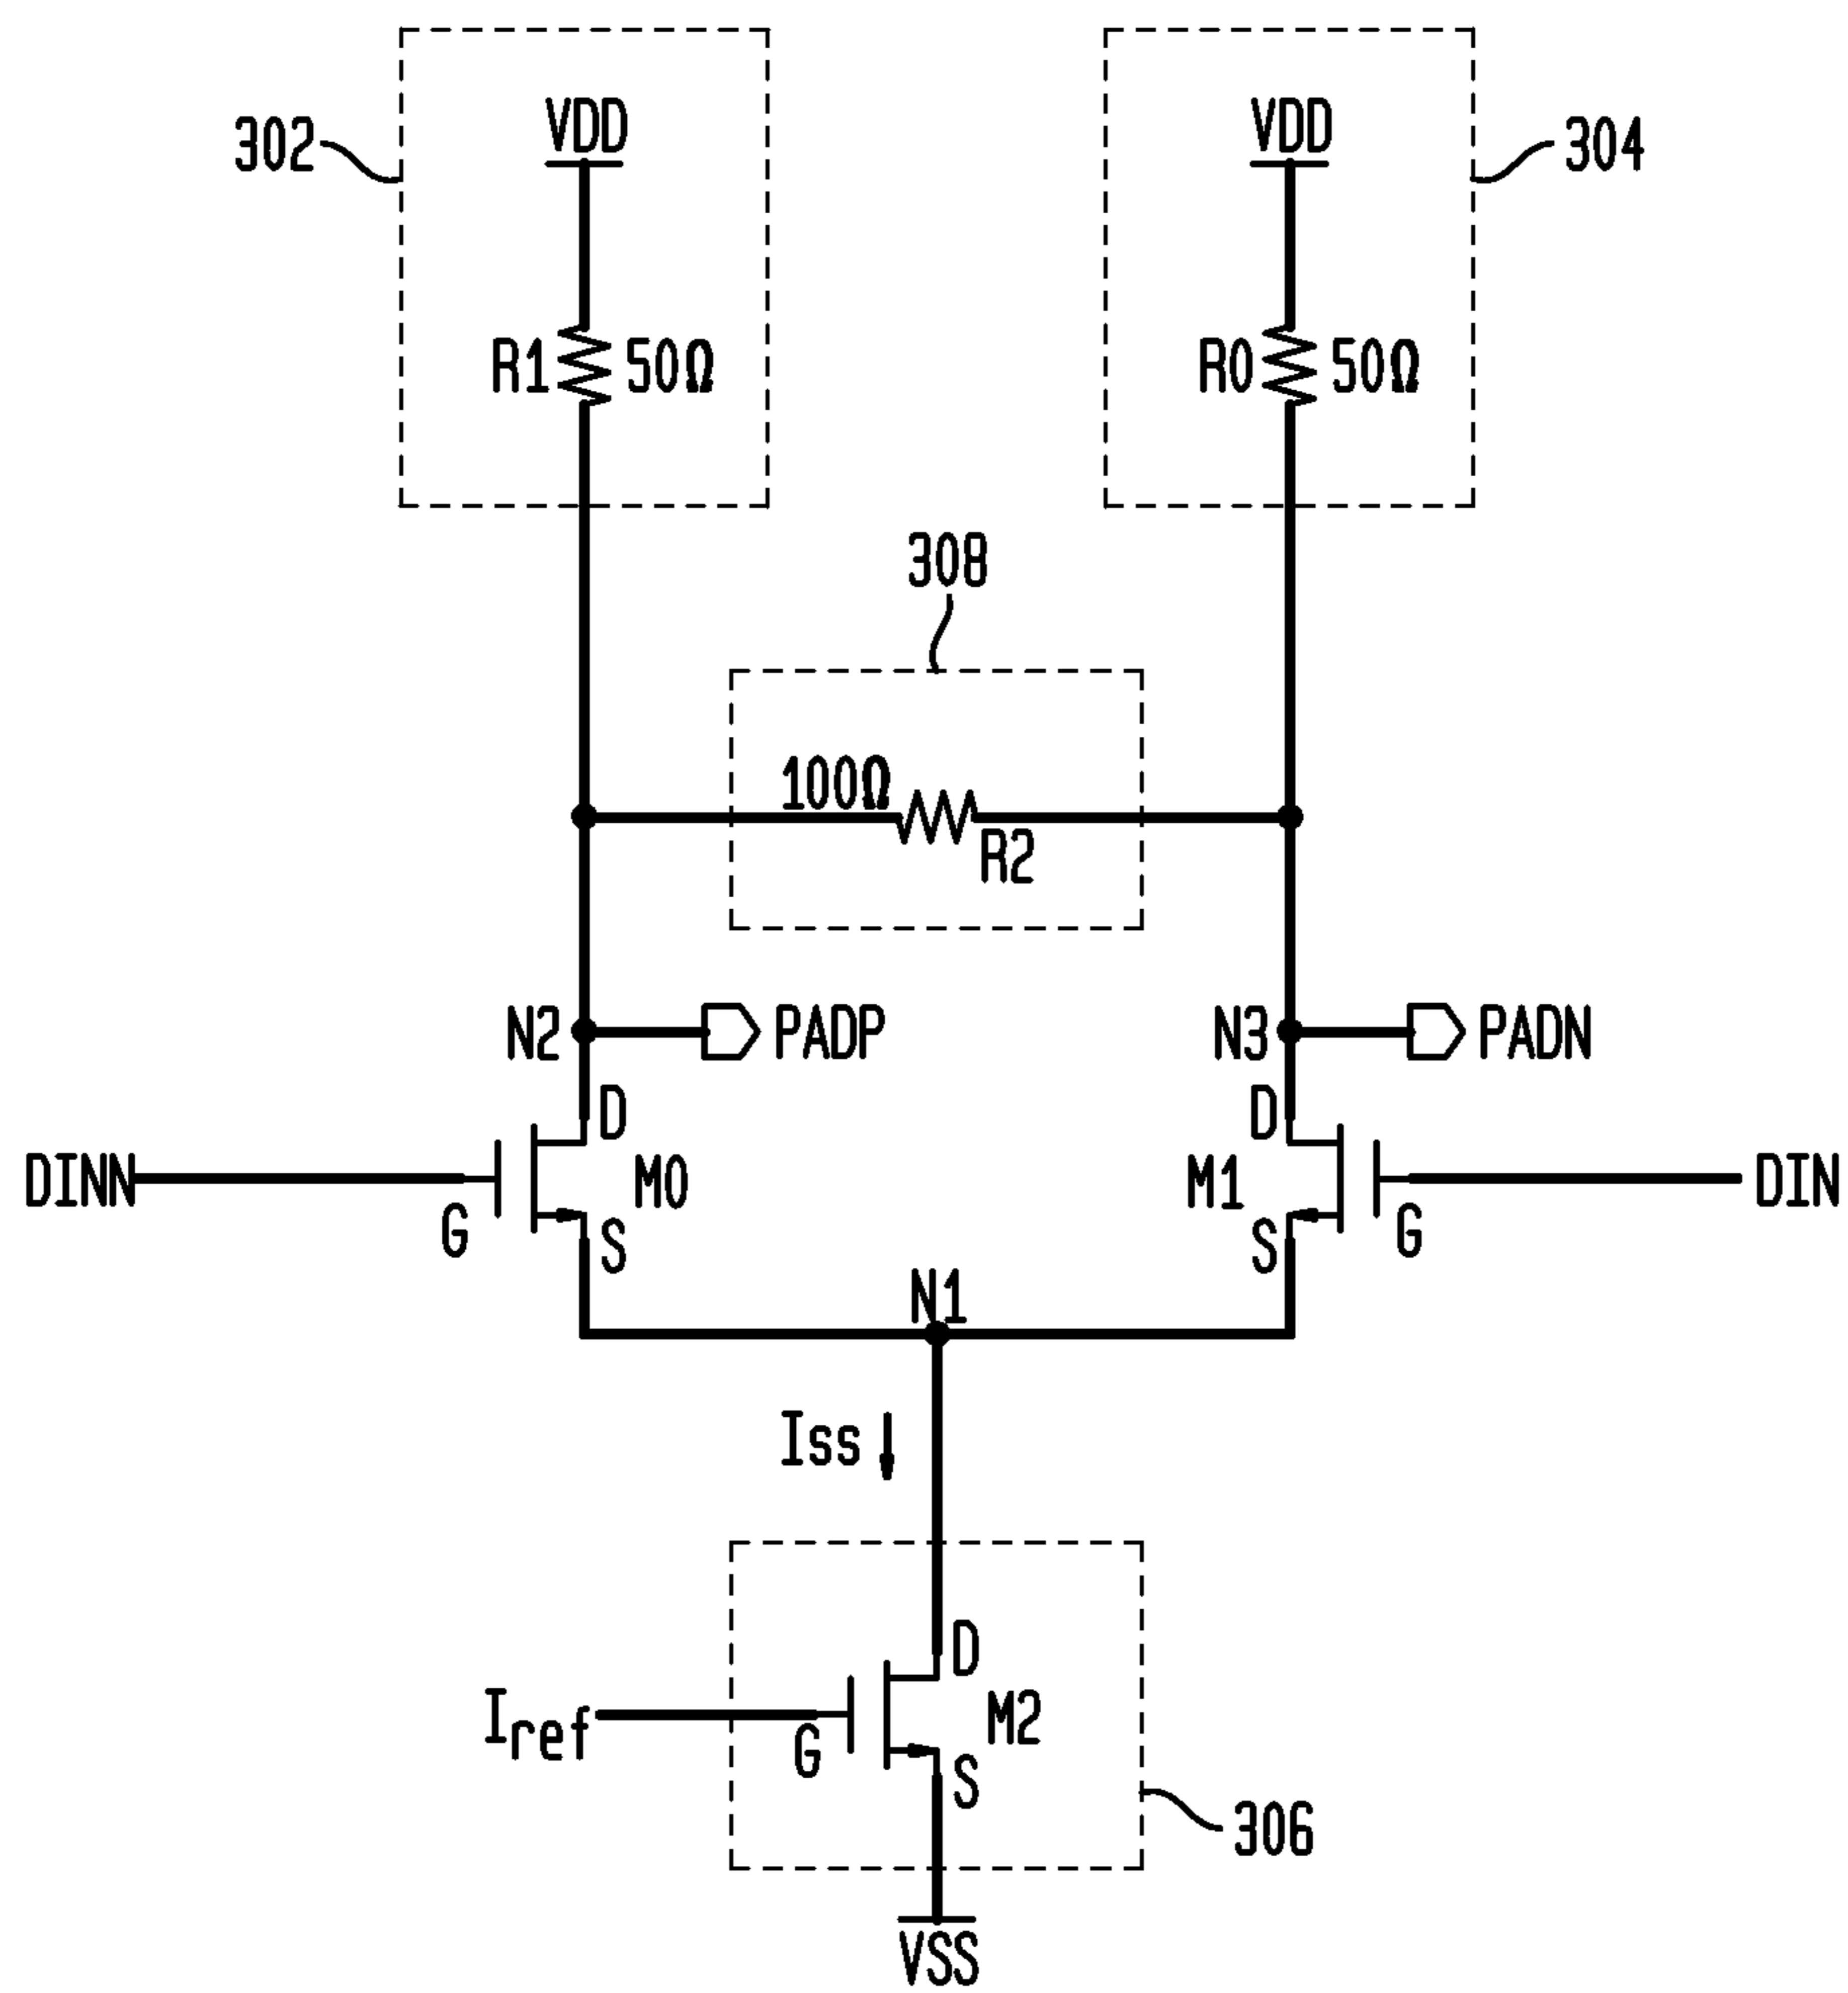 VDD
VDD
302
304
R1
50Ω
R0
50Ω
308
100Ω
R2
N2
PADP
N3
PADN
D
D
DINN
M0
M1
DIN
G
S
S
G
N1
Iss
D
Iref
G
M2
S
306
VSS